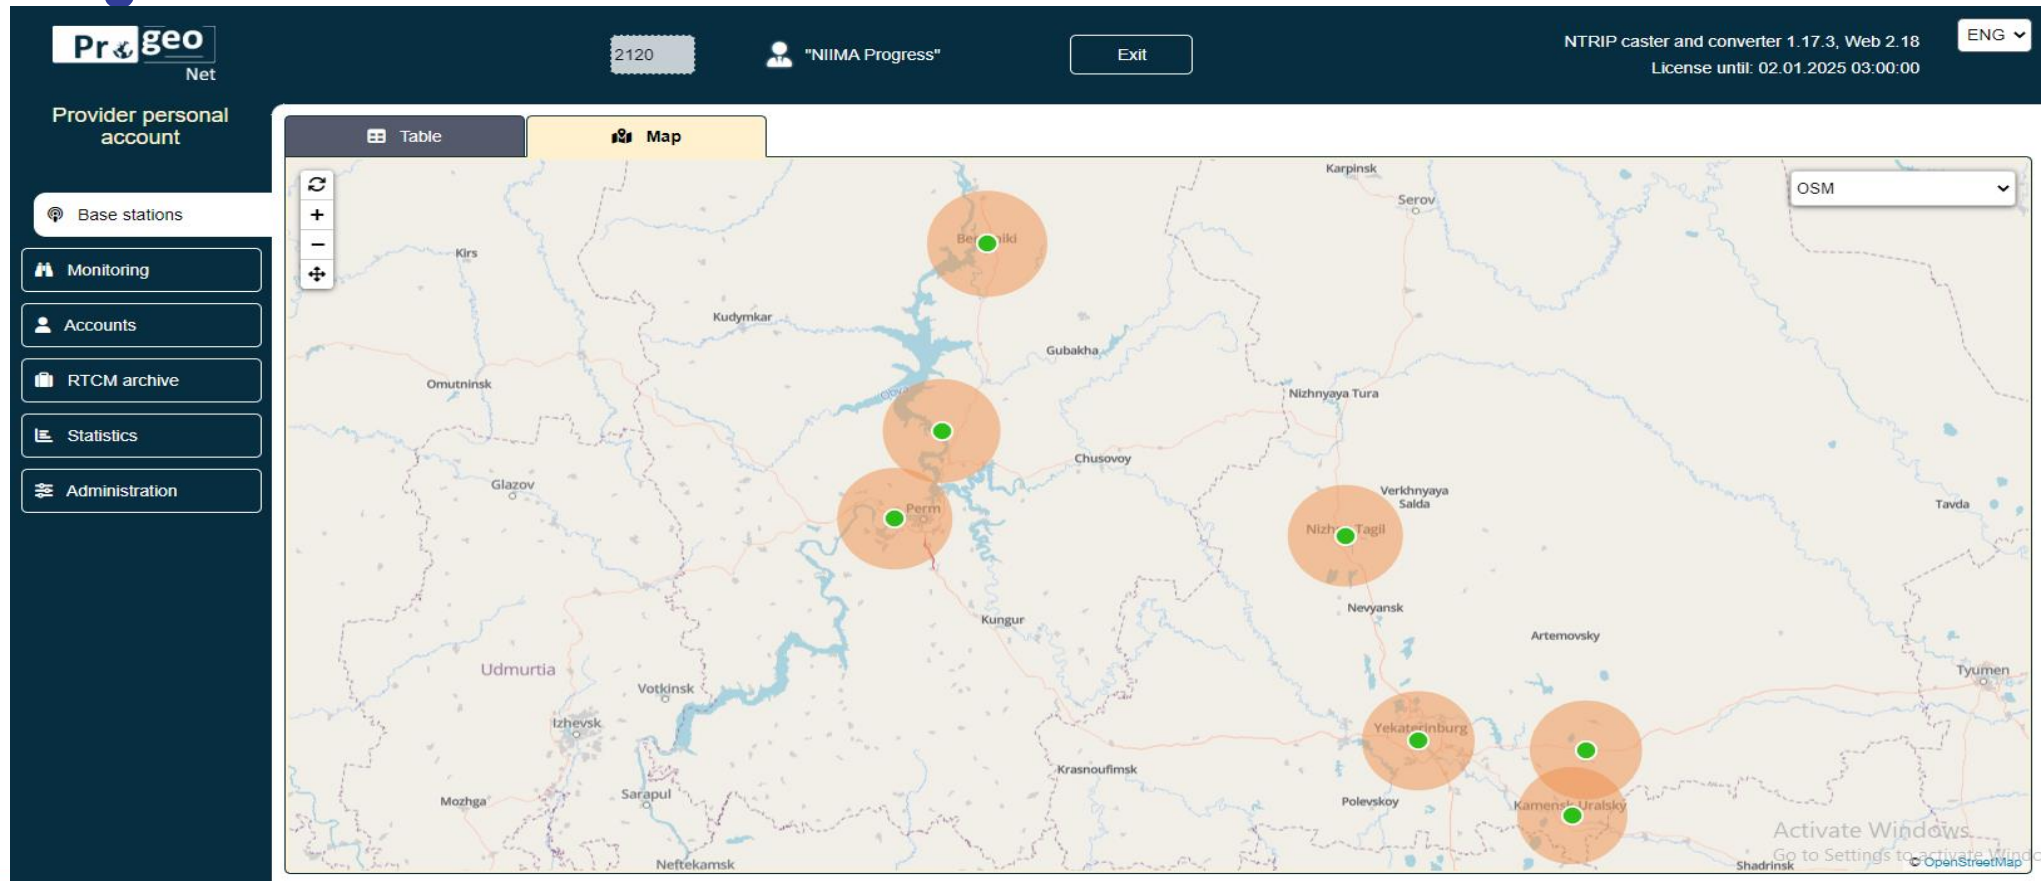 Pr geo
Net
2120
"NIIMA Progress"
Exit
NTRIP caster and converter 1.17.3, Web 2.18
License until: 02.01.2025 03:00:00
ENG
Provider personal
account
Base stations
Monitoring
Accounts
RTCM archive
Statistics
Administration
Table
Map
+
−
OSM
Karpinsk
Serov
Kirs
Kudymkar
Gubakha
Omutninsk
Nizhnyaya Tura
Chusovoy
Glazov
Verkhnyaya
Salda
Tavda
Perm
Tagil
Nevyansk
Kungur
Artemovsky
Udmurtia
Tyumen
Votkinsk
Izhevsk
Yekaterinburg
Krasnoufimsk
Mozhga
Sarapul
Polevskoy
Kamensk-Uralsky
Neftekamsk
Shadrinsk
Activate Windows
Go to Settings to activate Windo
© OpenStreetMap